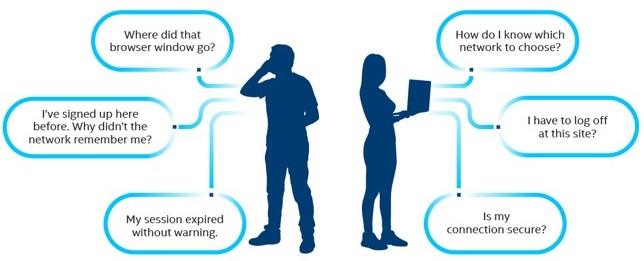 Where did that
browser window go?
I've signed up here
before. Why didn't the
network remember me?
My session expired
without warning.
How do I know which
network to choose?
I have to log off
at this site?
Is my
connection secure?